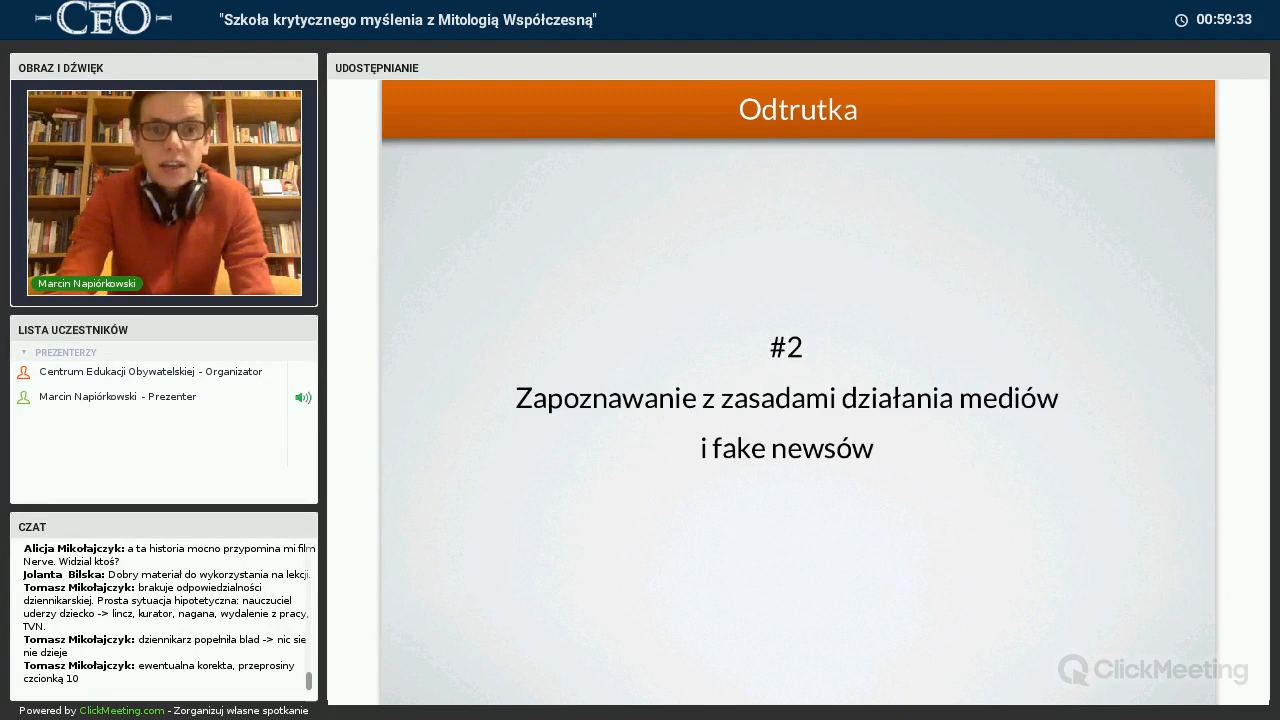 CEO
"Szkoła krytycznego myślenia z Mitologią Współczesną"
00:59:33
OBRAZ I DŹWIĘK
Marcin Napiórkowski
LISTA UCZESTNIKÓW
PREZENTERZY
Centrum Edukacji Obywatelskiej - Organizator
Marcin Napiórkowski - Prezenter
CZAT
Alicja Mikołajczyk: a ta historia mocno przypomina mi film
Nerve. Widzial ktoś?
Jolanta Bilska: Dobry materiał do wykorzystania na lekcji.
Tomasz Mikołajczyk: brakuje odpowiedzialności
dziennikarskiej. Prosta sytuacja hipotetyczna: nauczuciel
uderzy dziecko -> lincz, kurator, nagana, wydalenie z pracy,
TVN.
Tomasz Mikołajczyk: dziennikarz popełniła blad -> nic sie
nie dzieje
Tomasz Mikołajczyk: ewentualna korekta, przeprosiny
czcionką 10
Powered by ClickMeeting.com - Zorganizuj własne spotkanie
UDOSTĘPNIANIE
Odtrutka
#2
Zapoznawanie z zasadami działania mediów
i fake newsów
ClickMeeting